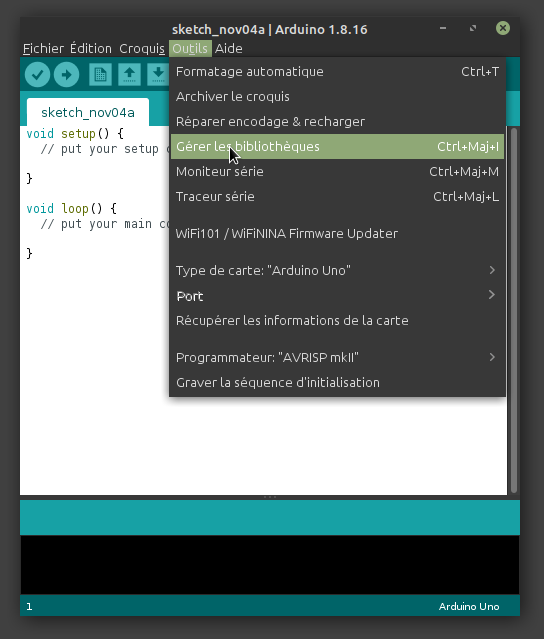 sketch_nov04a | Arduino 1.8.16
Fichier Édition Croquis Outils Aide
sketch_nov04a
void setup() {
// put your setup
}
void loop() {
// put your main
}
Formatage automatique Ctrl+T
Archiver le croquis
Réparer encodage & recharger
Gérer les bibliothèques Ctrl+Maj+I
Moniteur série Ctrl+Maj+M
Traceur série Ctrl+Maj+L
WiFi101 / WiFiNINA Firmware Updater
Type de carte: "Arduino Uno"
Port
Récupérer les informations de la carte
Programmateur: "AVRISP mkII"
Graver la séquence d'initialisation
1 Arduino Uno